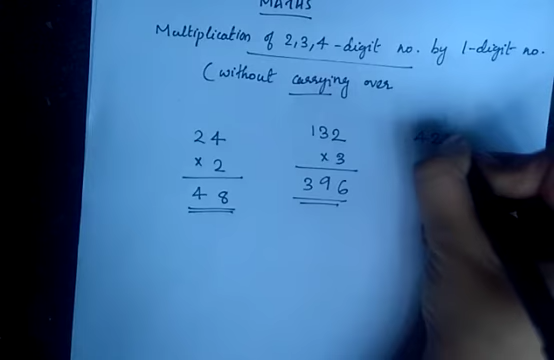 MATHS
Multiplication of 2,3,4-digit no. by 1-digit no.
(without carrying over
24
x 2
48
132
x 3
396